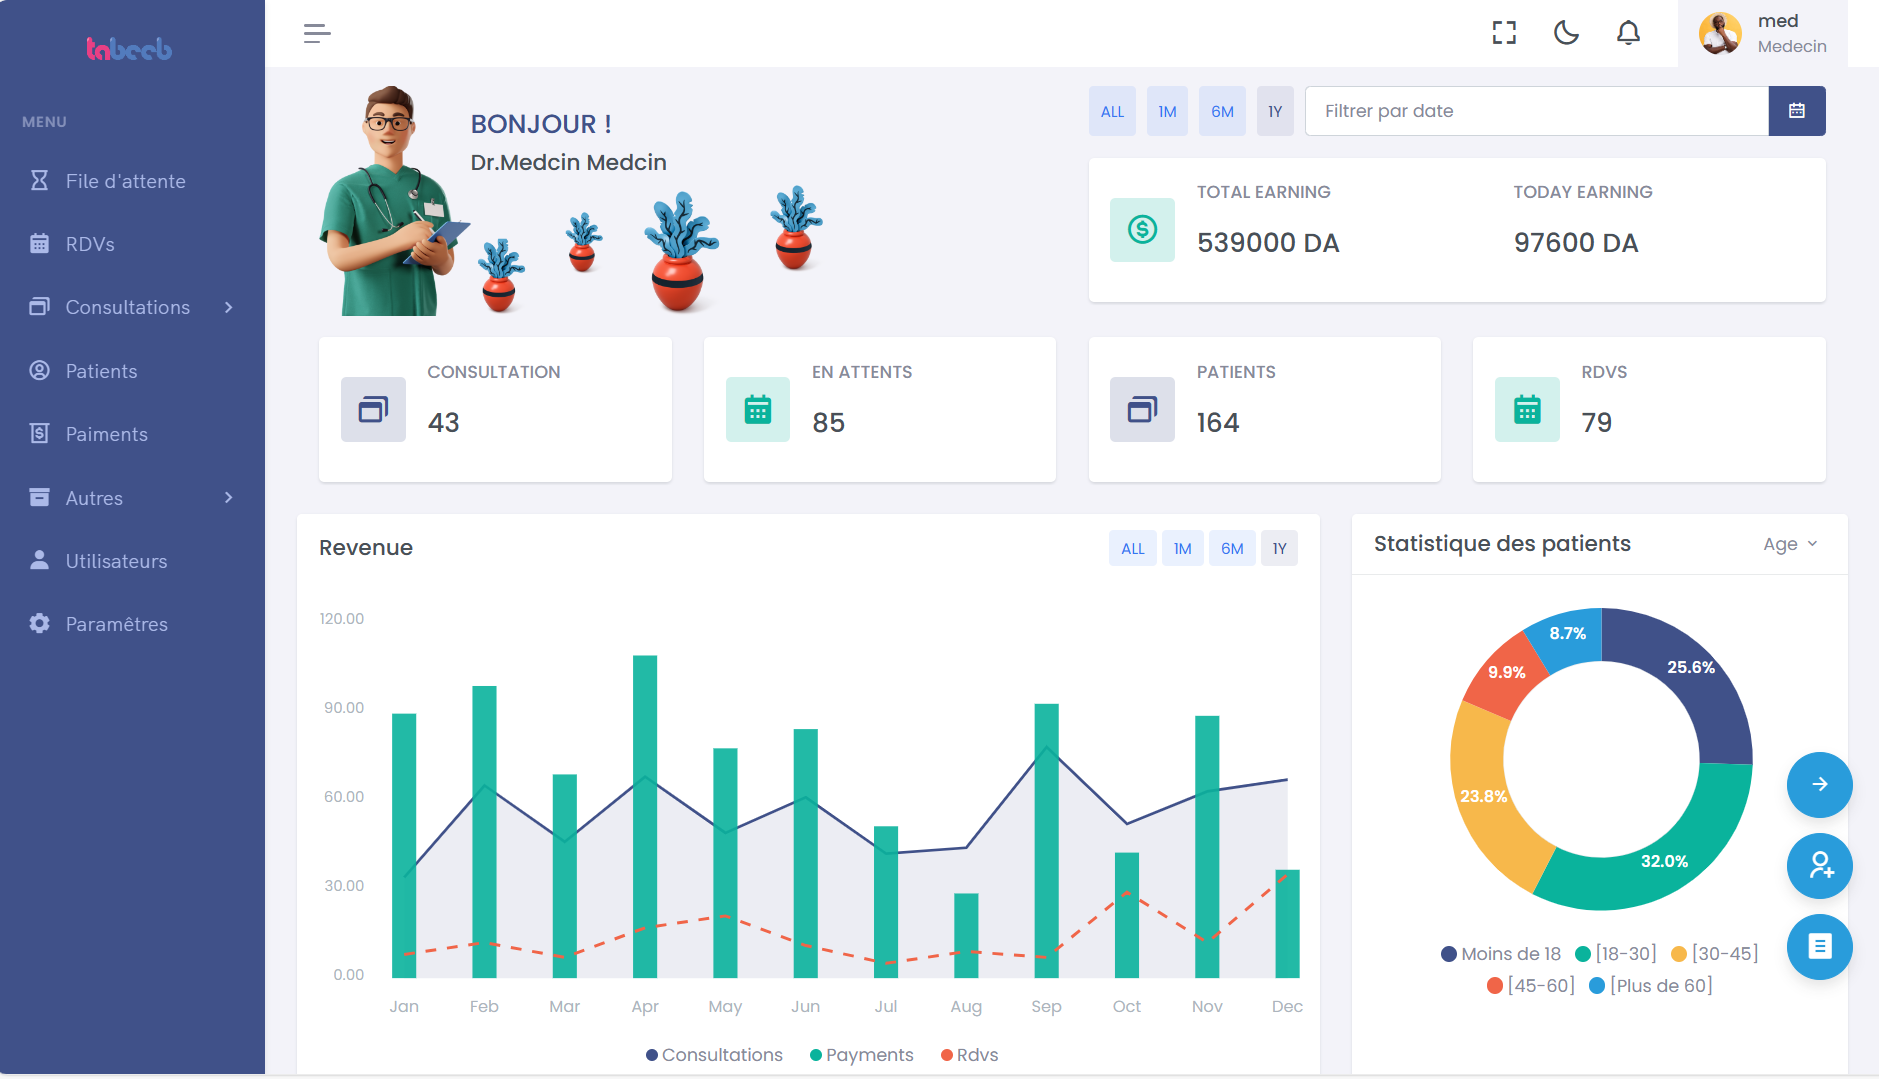 tabeeb
MENU
File d'attente
RDVs
Consultations
Patients
Paiments
Autres
Utilisateurs
Paramêtres
med
Medecin
BONJOUR !
Dr.Medcin Medcin
ALL 1M 6M 1Y Filtrer par date
TOTAL EARNING
539000 DA
TODAY EARNING
97600 DA
CONSULTATION
43
EN ATTENTS
85
PATIENTS
164
RDVS
79
Revenue
ALL 1M 6M 1Y
120.00
90.00
60.00
30.00
0.00
Jan Feb Mar Apr May Jun Jul Aug Sep Oct Nov Dec
Consultations Payments Rdvs
Statistique des patients
Age
8.7%
25.6%
9.9%
23.8%
32.0%
Moins de 18 [18-30] [30-45]
[45-60] [Plus de 60]